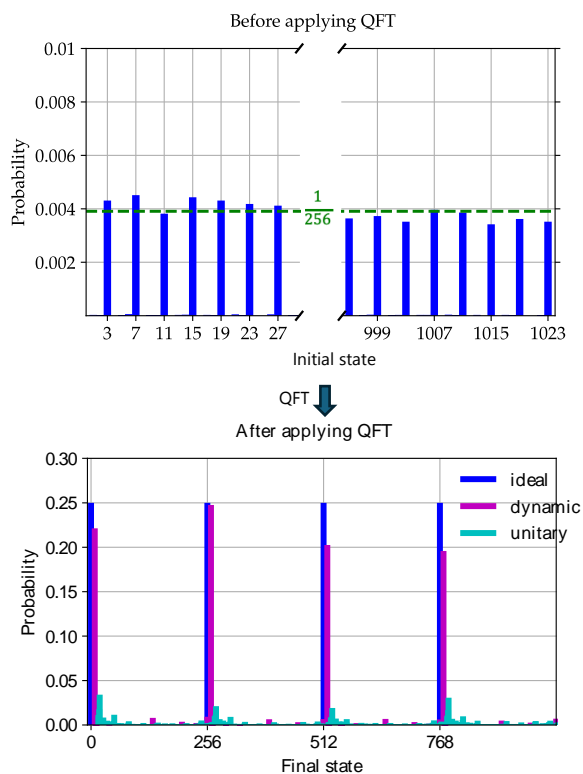 Before applying QFT
0.01
0.008
0.006
0.004
0.002
Probability
1
256
3 7 11 15 19 23 27 999 1007 1015 1023
Initial state
QFT
After applying QFT
0.30
0.25
0.20
0.15
0.10
0.05
0.00
Probability
ideal
dynamic
unitary
0 256 512 768
Final state